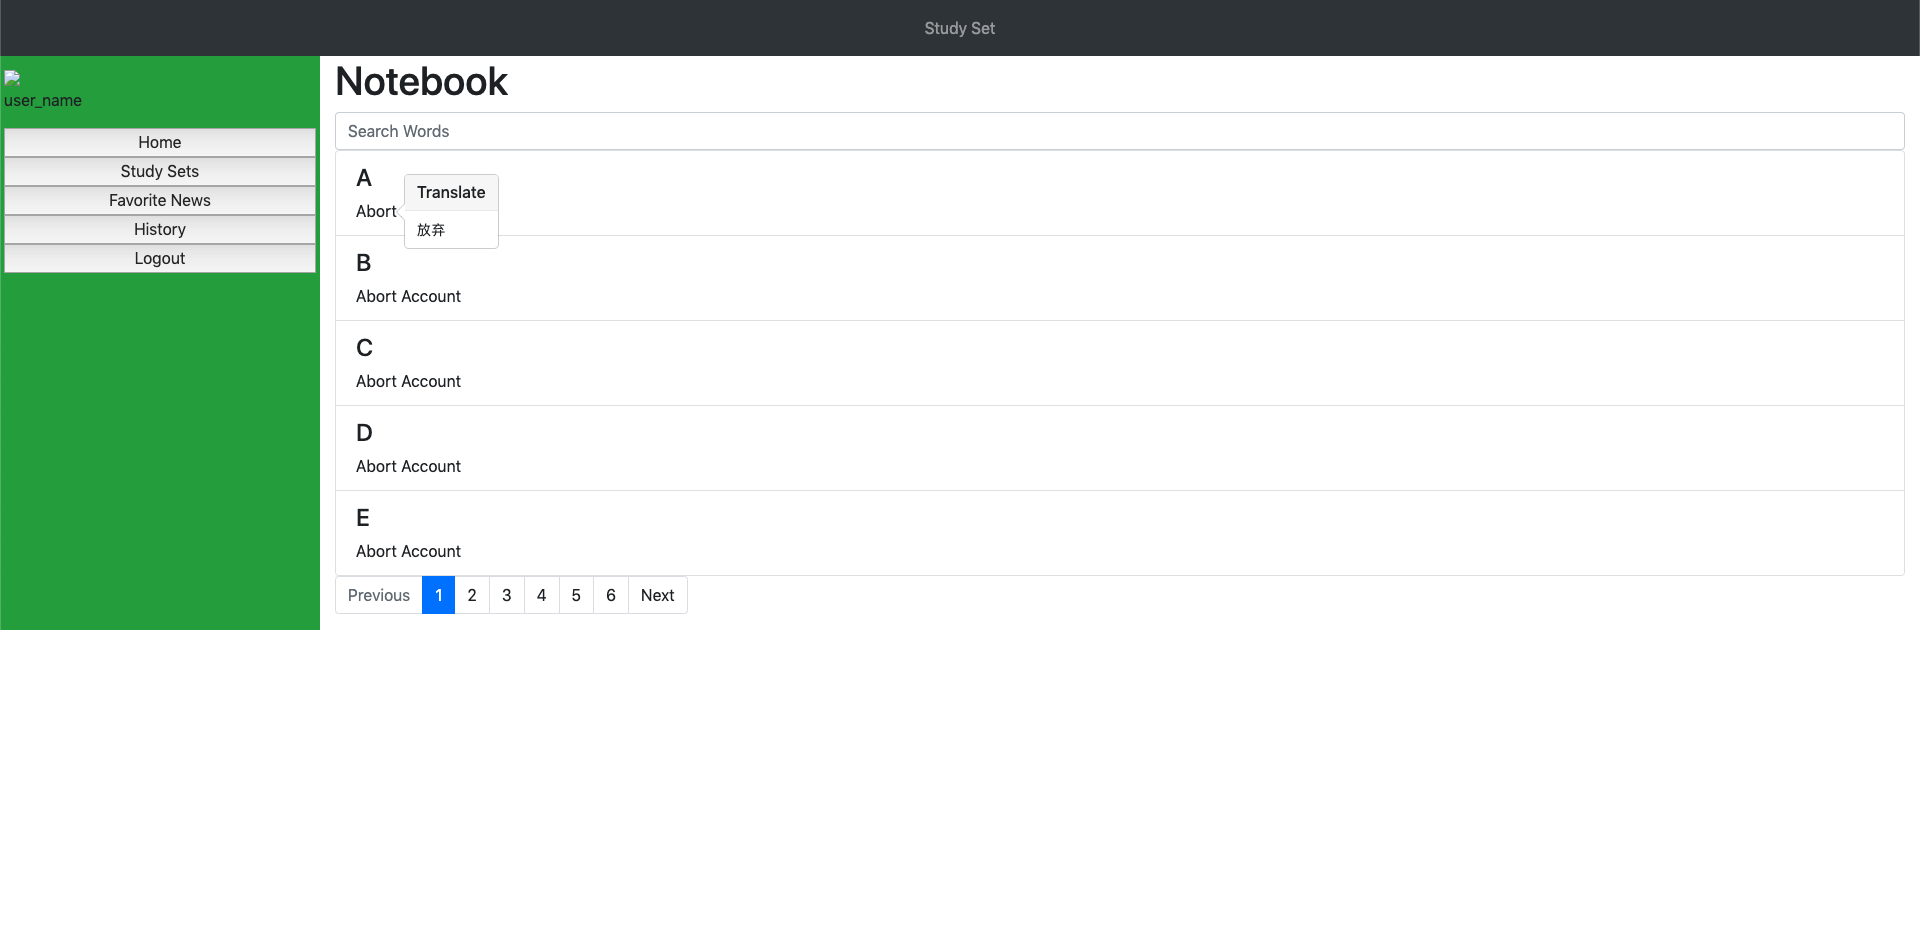 Study Set
user_name
Home
Study Sets
Favorite News
History
Logout
Notebook
Search Words
A
Abort
Translate
放弃
B
Abort Account
C
Abort Account
D
Abort Account
E
Abort Account
Previous 1 2 3 4 5 6 Next